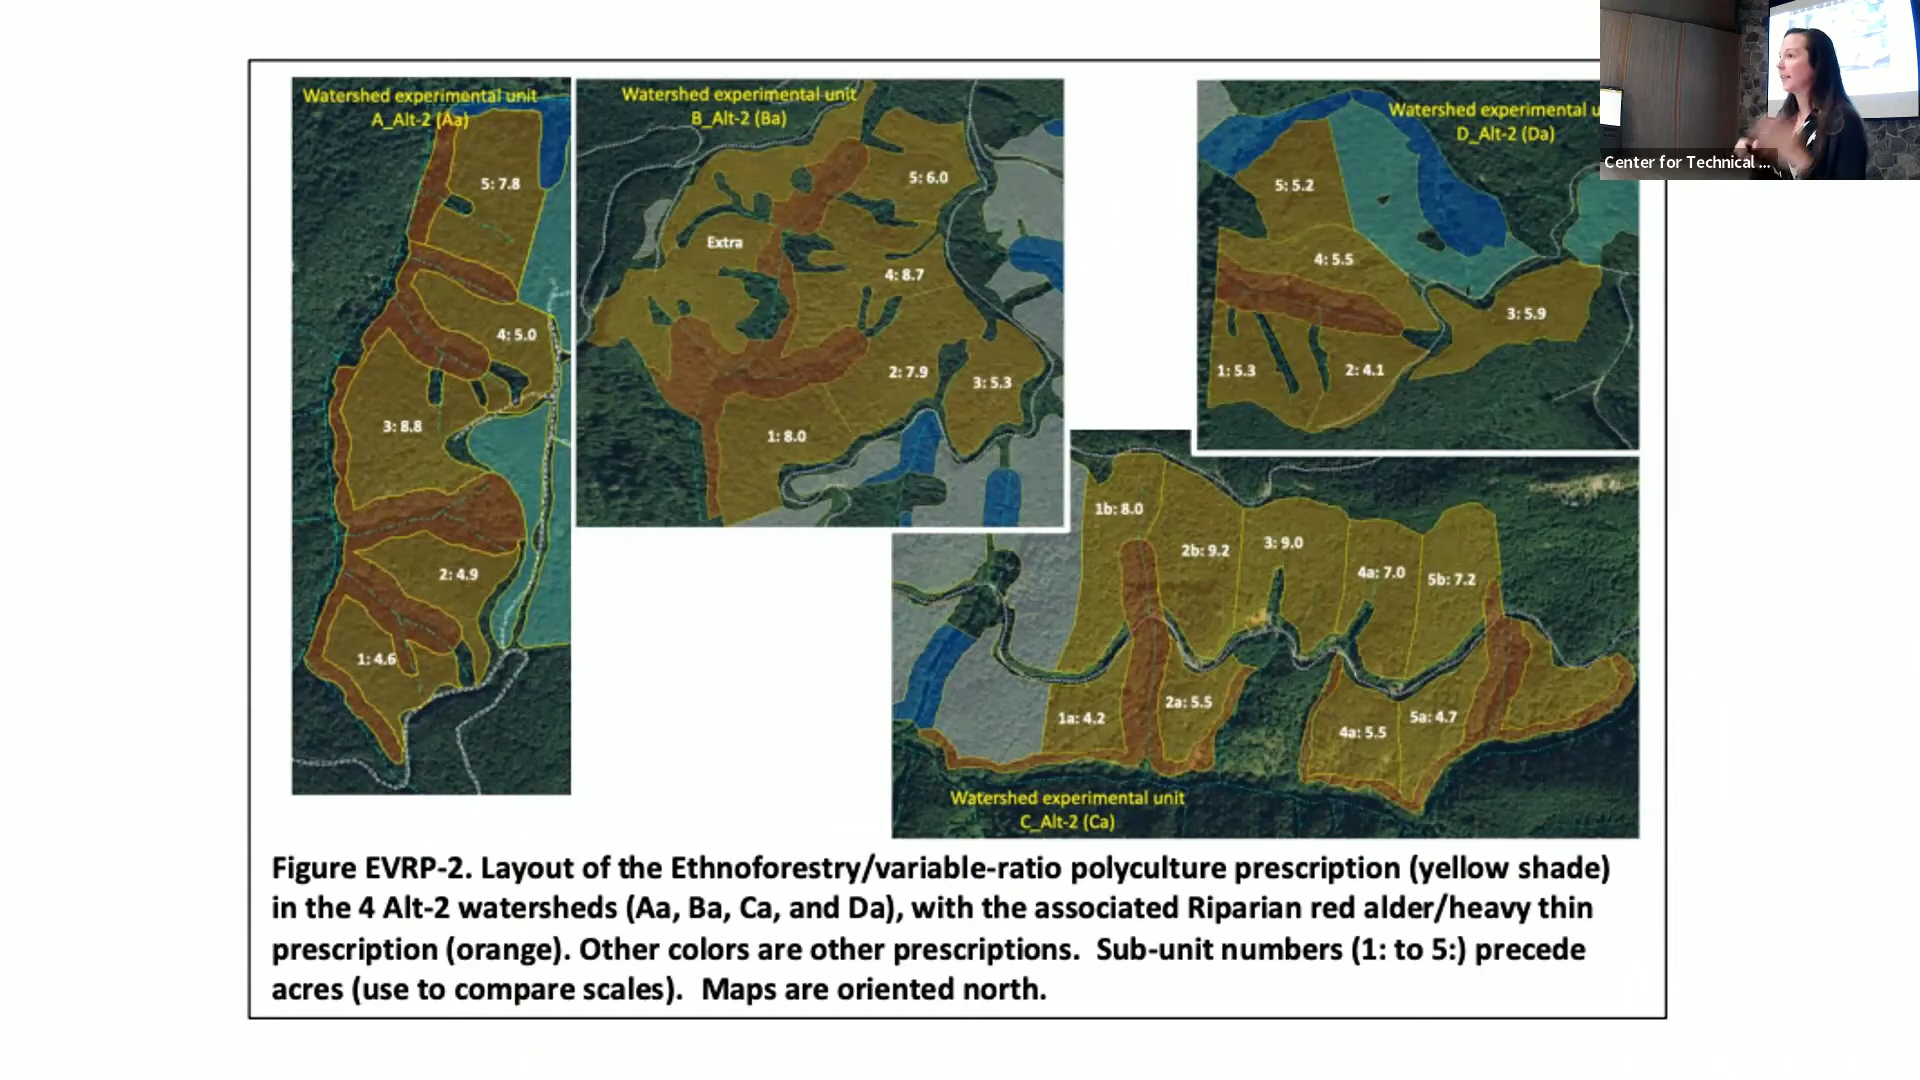 Watershed experimental unit
A_Alt-2 (Aa)
5: 7.8
4: 5.0
3: 8.8
2: 4.9
1: 4.6
Watershed experimental unit
B_Alt-2 (Ba)
5: 6.0
Extra
4: 8.7
2: 7.9
3: 5.3
1: 8.0
Watershed experimental u
D_Alt-2 (Da)
5: 5.2
4: 5.5
3: 5.9
1: 5.3
2: 4.1
Center for Technical ...
1b: 8.0
2b: 9.2
3: 9.0
4a: 7.0
5b: 7.2
1a: 4.2
2a: 5.5
4a: 5.5
5a: 4.7
Watershed experimental unit
C_Alt-2 (Ca)
Figure EVRP-2. Layout of the Ethnoforestry/variable-ratio polyculture prescription (yellow shade)
in the 4 Alt-2 watersheds (Aa, Ba, Ca, and Da), with the associated Riparian red alder/heavy thin
prescription (orange). Other colors are other prescriptions. Sub-unit numbers (1: to 5:) precede
acres (use to compare scales). Maps are oriented north.